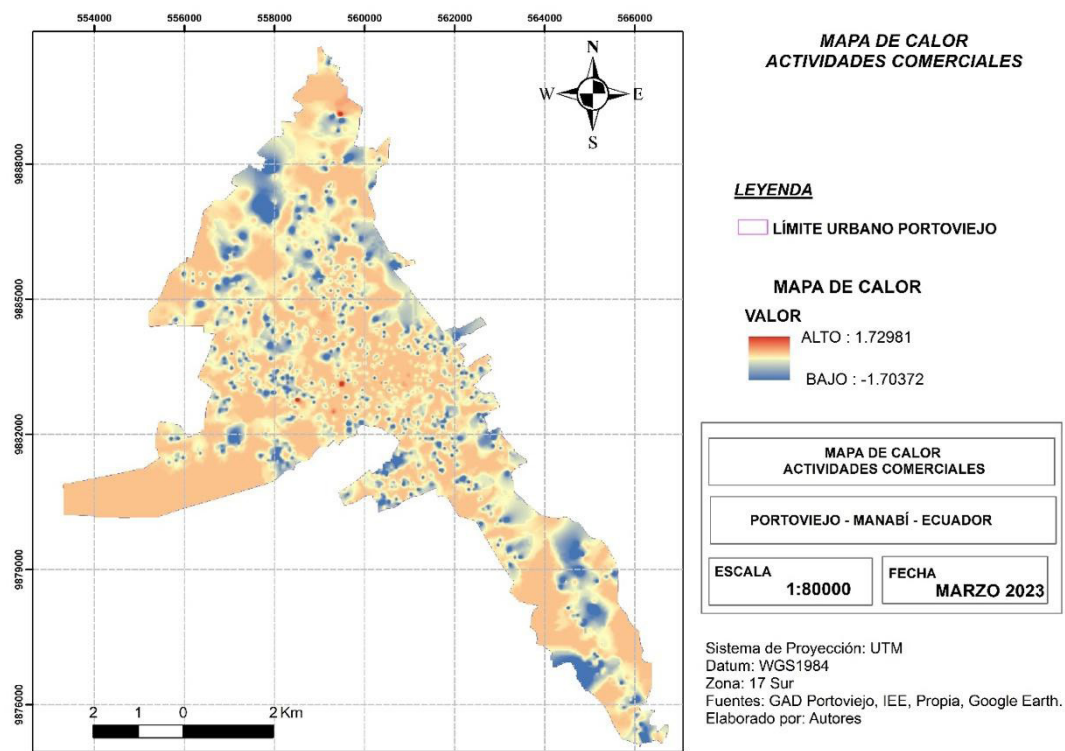 554000 556000 558000 560000 562000 564000 566000
9888000
9885000
9882000
9879000
9876000
N
W E
S
2 1 0 2 Km
MAPA DE CALOR
ACTIVIDADES COMERCIALES
LEYENDA
LÍMITE URBANO PORTOVIEJO
MAPA DE CALOR
VALOR
ALTO : 1.72981
BAJO : -1.70372
MAPA DE CALOR
ACTIVIDADES COMERCIALES
PORTOVIEJO - MANABÍ - ECUADOR
ESCALA
1:80000
FECHA
MARZO 2023
Sistema de Proyección: UTM
Datum: WGS1984
Zona: 17 Sur
Fuentes: GAD Portoviejo, IEE, Propia, Google Earth.
Elaborado por: Autores